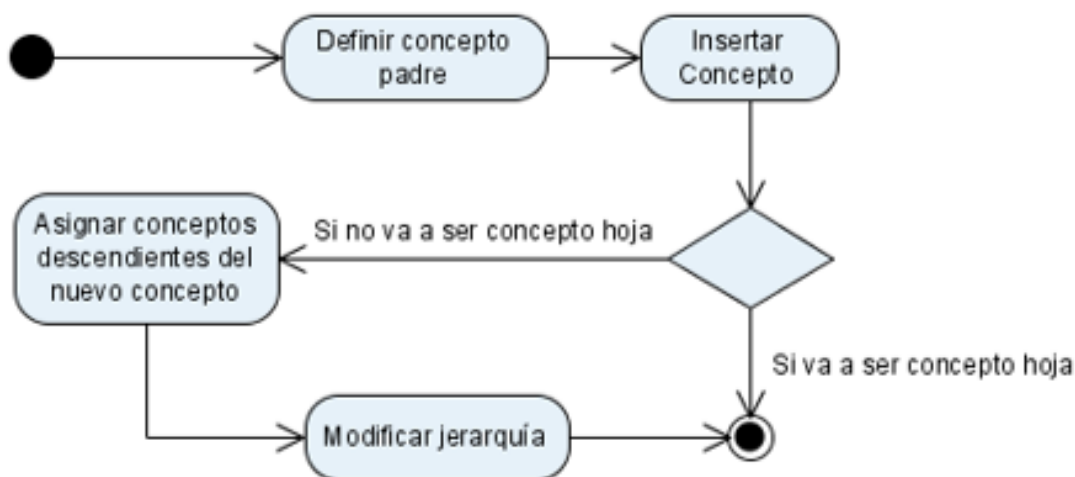 Definir concepto
padre
Insertar
Concepto
Si no va a ser concepto hoja
Asignar conceptos
descendientes del
nuevo concepto
Si va a ser concepto hoja
Modificar jerarquía